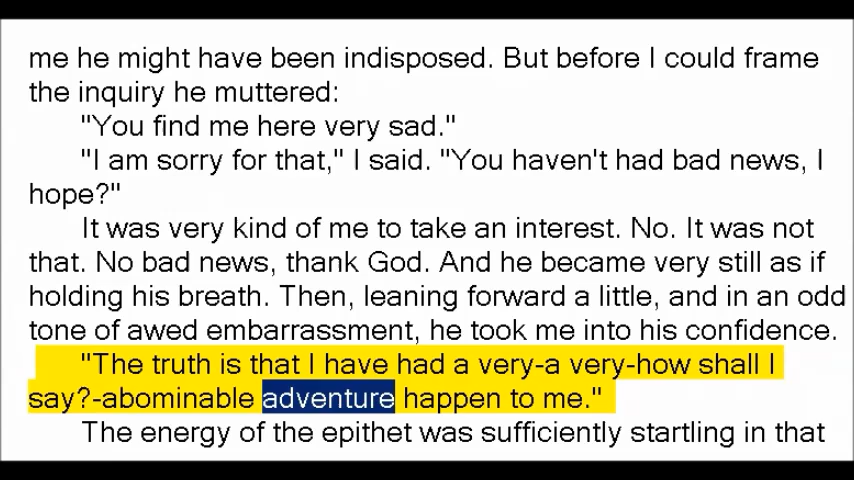 me he might have been indisposed. But before I could frame
the inquiry he muttered:
"You find me here very sad."
"I am sorry for that," I said. "You haven't had bad news, I
hope?"
It was very kind of me to take an interest. No. It was not
that. No bad news, thank God. And he became very still as if
holding his breath. Then, leaning forward a little, and in an odd
tone of awed embarrassment, he took me into his confidence.
"The truth is that I have had a very-a very-how shall I
say?-abominable adventure happen to me."
The energy of the epithet was sufficiently startling in that